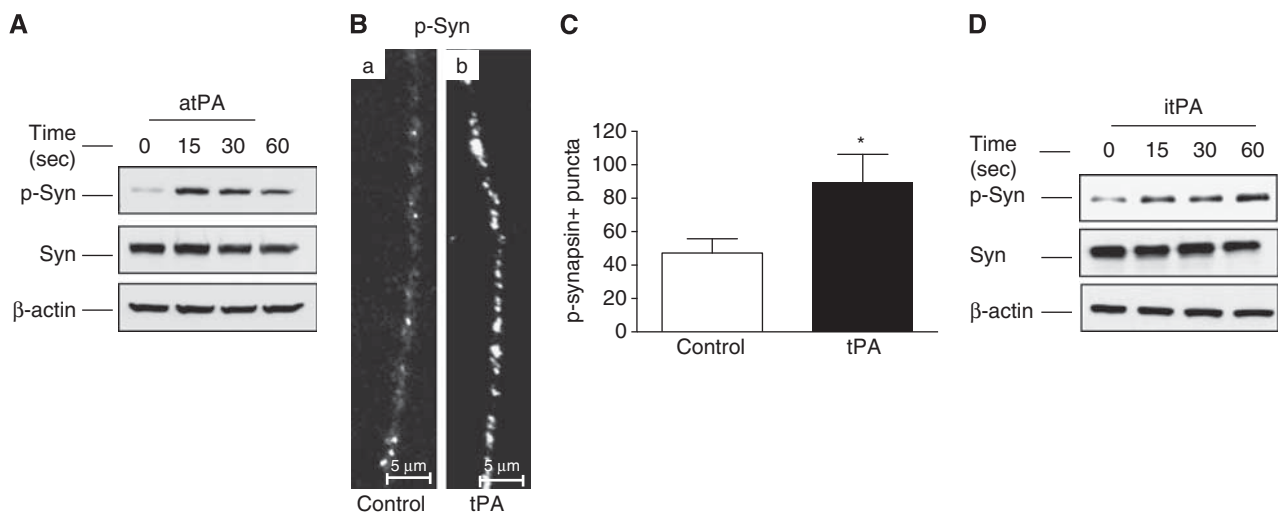 A
atPA
Time (sec)
0 15 30 60
p-Syn
Syn
β-actin
B
p-Syn
a b
5 μm 5 μm
Control tPA
C
p-synapsin+ puncta
120
100
80
60
40
20
0
*
Control tPA
D
itPA
Time (sec)
0 15 30 60
p-Syn
Syn
β-actin